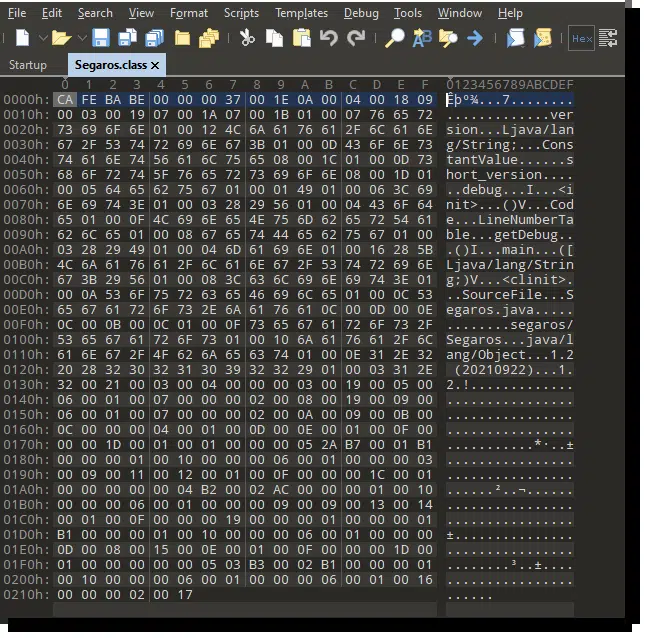 File Edit Search View Format Scripts Templates Debug Tools Window Help
Hex
Startup Segaros.class ×
0 1 2 3 4 5 6 7 8 9 A B C D E F 0123456789ABCDEF
0000h: CA FE BA BE 00 00 00 37 00 1E 0A 00 04 00 18 09 Êþº¾...7........
0010h: 00 03 00 19 07 00 1A 07 00 1B 01 00 07 76 65 72 .............ver
0020h: 73 69 6F 6E 01 00 12 4C 6A 61 76 61 2F 6C 61 6E sion...Ljava/lan
0030h: 67 2F 53 74 72 69 6E 67 3B 01 00 0D 43 6F 6E 73 g/String;...Cons
0040h: 74 61 6E 74 56 61 6C 75 65 08 00 1C 01 00 0D 73 tantValue......s
0050h: 68 6F 72 74 5F 76 65 72 73 69 6F 6E 08 00 1D 01 hort_version....
0060h: 00 05 64 65 62 75 67 01 00 01 49 01 00 06 3C 69 ..debug...I...<i
0070h: 6E 69 74 3E 01 00 03 28 29 56 01 00 04 43 6F 64 nit>...()V...Cod
0080h: 65 01 00 0F 4C 69 6E 65 4E 75 6D 62 65 72 54 61 e...LineNumberTa
0090h: 62 6C 65 01 00 08 67 65 74 44 65 62 75 67 01 00 ble...getDebug..
00A0h: 03 28 29 49 01 00 04 6D 61 69 6E 01 00 16 28 5B .()I...main...([
00B0h: 4C 6A 61 76 61 2F 6C 61 6E 67 2F 53 74 72 69 6E Ljava/lang/Strin
00C0h: 67 3B 29 56 01 00 08 3C 63 6C 69 6E 69 74 3E 01 g;)V...<clinit>.
00D0h: 00 0A 53 6F 75 72 63 65 46 69 6C 65 01 00 0C 53 ..SourceFile...S
00E0h: 65 67 61 72 6F 73 2E 6A 61 76 61 0C 00 0D 00 0E egaros.java.....
00F0h: 0C 00 0B 00 0C 01 00 0F 73 65 67 61 72 6F 73 2F ........segaros/
0100h: 53 65 67 61 72 6F 73 01 00 10 6A 61 76 61 2F 6C Segaros...java/l
0110h: 61 6E 67 2F 4F 62 6A 65 63 74 01 00 0E 31 2E 32 ang/Object...1.2
0120h: 20 28 32 30 32 31 30 39 32 32 29 01 00 03 31 2E  (20210922)...1.
0130h: 32 00 21 00 03 00 04 00 00 00 03 00 19 00 05 00 2.!.............
0140h: 06 00 01 00 07 00 00 00 02 00 08 00 19 00 09 00 ................
0150h: 06 00 01 00 07 00 00 00 02 00 0A 00 09 00 0B 00 ................
0160h: 0C 00 00 00 04 00 01 00 0D 00 0E 00 01 00 0F 00 ................
0170h: 00 00 1D 00 01 00 01 00 00 00 05 2A B7 00 01 B1 ...........*·..±
0180h: 00 00 00 01 00 10 00 00 00 06 00 01 00 00 00 03 ................
0190h: 00 09 00 11 00 12 00 01 00 0F 00 00 00 1C 00 01 ................
01A0h: 00 00 00 00 00 04 B2 00 02 AC 00 00 00 01 00 10 ......²..¬......
01B0h: 00 00 00 06 00 01 00 00 00 09 00 09 00 13 00 14 ................
01C0h: 00 01 00 0F 00 00 00 19 00 00 00 01 00 00 00 01 ................
01D0h: B1 00 00 00 01 00 10 00 00 00 06 00 01 00 00 00 ±...............
01E0h: 0D 00 08 00 15 00 0E 00 01 00 0F 00 00 00 1D 00 ................
01F0h: 01 00 00 00 00 00 05 03 B3 00 02 B1 00 00 00 01 ........³..±....
0200h: 00 10 00 00 00 06 00 01 00 00 00 06 00 01 00 16 ................
0210h: 00 00 00 02 00 17 ......